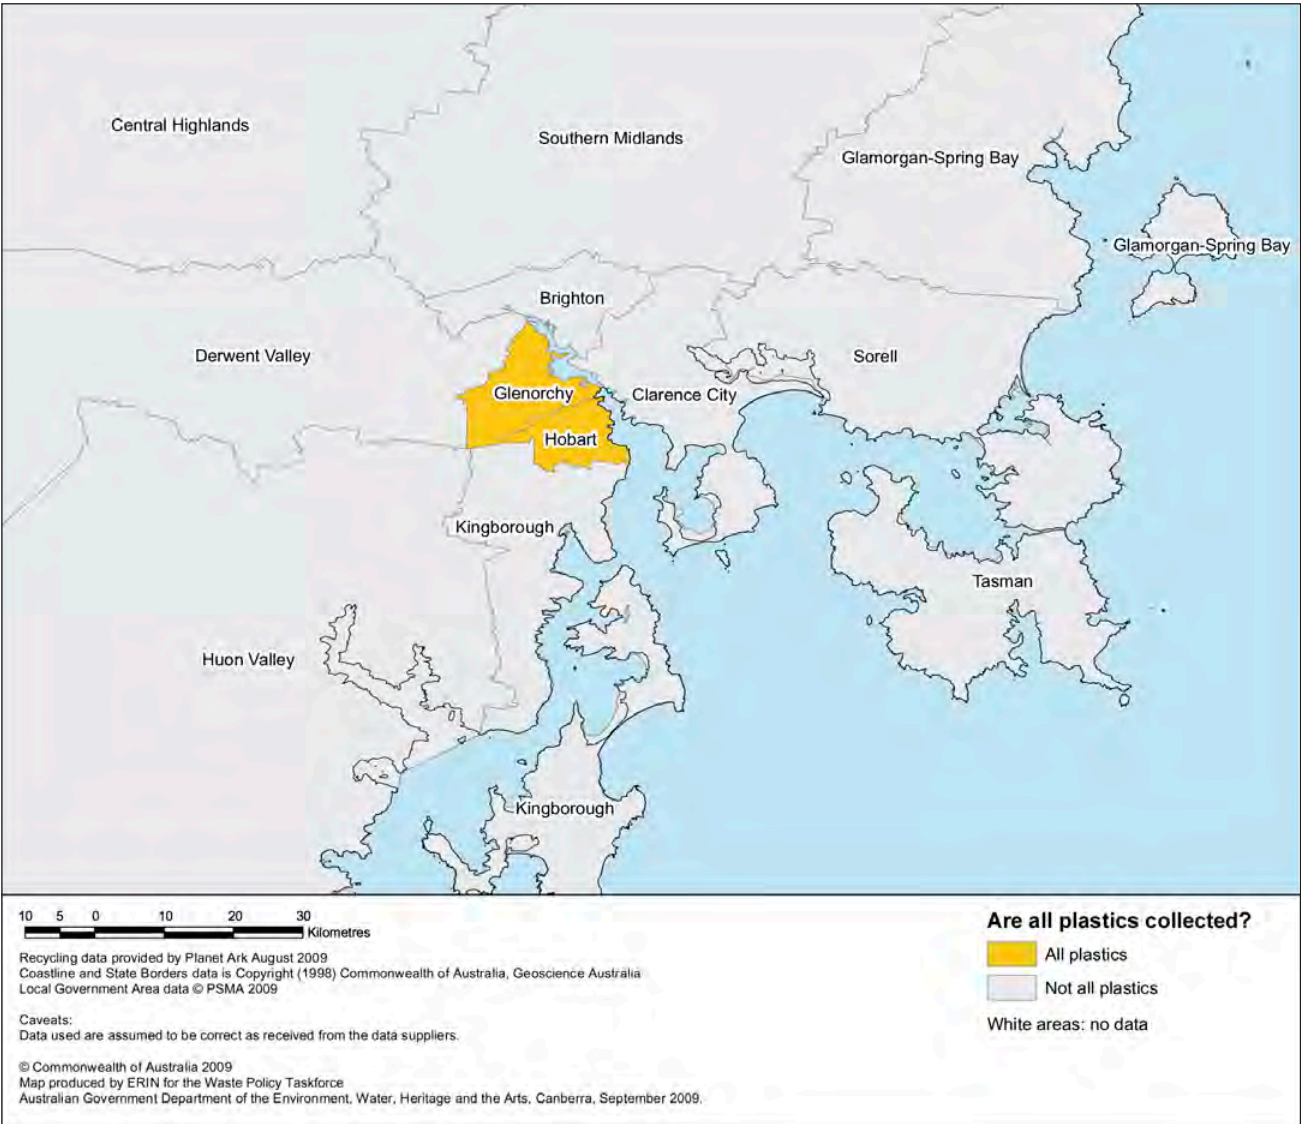 Central Highlands
Southern Midlands
Glamorgan-Spring Bay
Glamorgan-Spring Bay
Brighton
Derwent Valley
Sorell
Glenorchy
Clarence City
Hobart
Kingborough
Tasman
Huon Valley
Kingborough
10 5 0 10 20 30
Kilometres
Recycling data provided by Planet Ark August 2009
Coastline and State Borders data is Copyright (1998) Commonwealth of Australia, Geoscience Australia
Local Government Area data © PSMA 2009
Caveats:
Data used are assumed to be correct as received from the data suppliers.
© Commonwealth of Australia 2009
Map produced by ERIN for the Waste Policy Taskforce
Australian Government Department of the Environment, Water, Heritage and the Arts, Canberra, September 2009.
Are all plastics collected?
All plastics
Not all plastics
White areas: no data